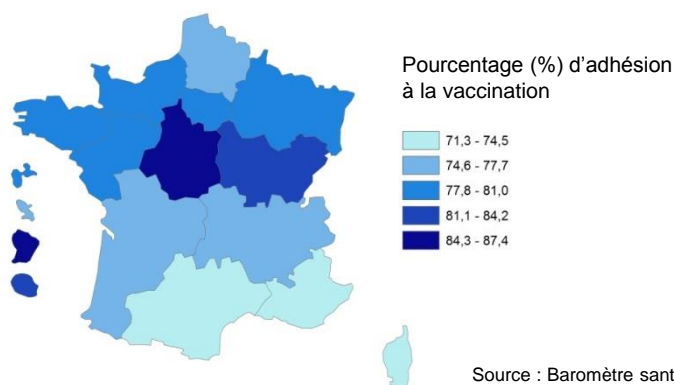 Pourcentage (%) d’adhésion
à la vaccination
71,3 - 74,5
74,6 - 77,7
77,8 - 81,0
81,1 - 84,2
84,3 - 87,4
Source : Baromètre sant